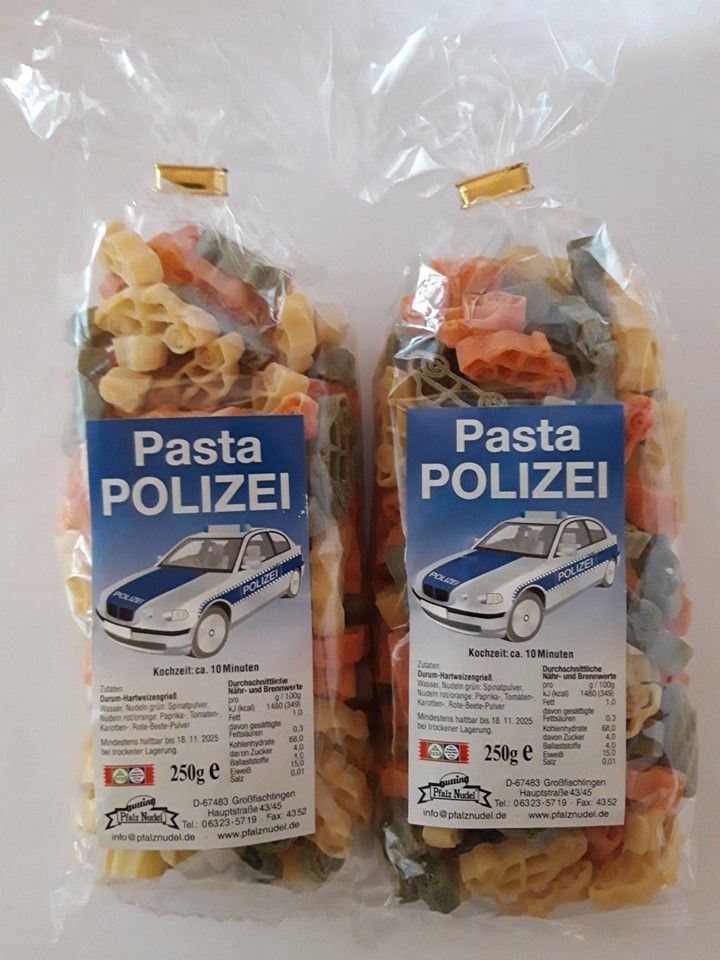 Pasta
POLIZEI
POLIZEI
POLIZEI
Kochzeit: ca. 10 Minuten
Zutaten:
Durum-Hartweizengrieß,
Wasser, Nudeln grün: Spinatpulver,
Nudeln rot/orange: Paprika-, Tomaten-,
Karotten-, Rote-Beete-Pulver
Mindestens haltbar bis 18. 11. 2025
bei trockener Lagerung.
Durchschnittliche
Nähr- und Brennwerte
pro g / 100g
kJ (kcal) 1480 (349)
Fett 1,0
davon gesättigte
Fettsäuren 0,3
Kohlenhydrate 68,0
davon Zucker 4,0
Ballaststoffe 4,0
Eiweiß 15,0
Salz 0,01
250g e
Pfalz Nudel
D-67483 Großfischlingen
Hauptstraße 43/45
Tel.: 06323-5719 · Fax: 4352
info@pfalznudel.de · www.pfalznudel.de
Pasta
POLIZEI
POLIZEI
POLIZEI
Kochzeit: ca. 10 Minuten
Zutaten:
Durum-Hartweizengrieß,
Wasser, Nudeln grün: Spinatpulver,
Nudeln rot/orange: Paprika-, Tomaten-,
Karotten-, Rote-Beete-Pulver
Mindestens haltbar bis 18. 11. 2025
bei trockener Lagerung.
Durchschnittliche
Nähr- und Brennwerte
pro g / 100g
kJ (kcal) 1480 (349)
Fett 1,0
davon gesättigte
Fettsäuren 0,3
Kohlenhydrate 68,0
davon Zucker 4,0
Ballaststoffe 4,0
Eiweiß 15,0
Salz 0,01
250g e
Pfalz Nudel
D-67483 Großfischlingen
Hauptstraße 43/45
Tel.: 06323-5719 · Fax: 4352
info@pfalznudel.de · www.pfalznudel.de